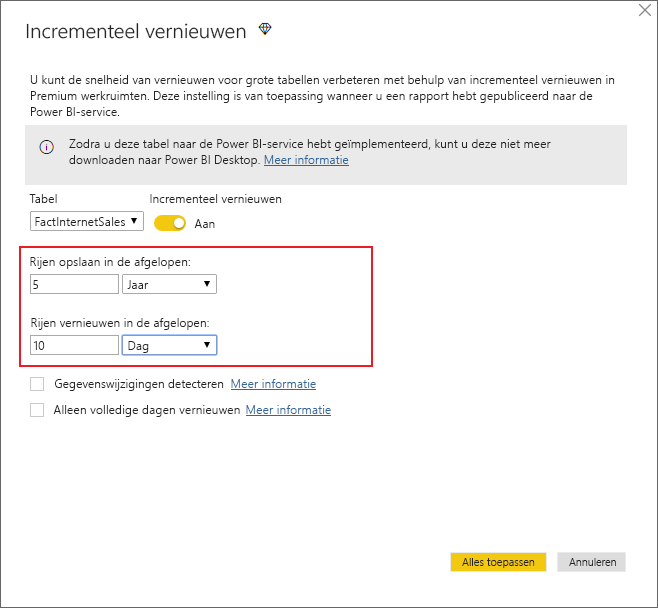 Incrementeel vernieuwen
U kunt de snelheid van vernieuwen voor grote tabellen verbeteren met behulp van incrementeel vernieuwen in
Premium werkruimten. Deze instelling is van toepassing wanneer u een rapport hebt gepubliceerd naar de
Power BI-service.
Zodra u deze tabel naar de Power BI-service hebt geïmplementeerd, kunt u deze niet meer
downloaden naar Power BI Desktop. Meer informatie
Tabel Incrementeel vernieuwen
FactInternetSales Aan
Rijen opslaan in de afgelopen:
5 Jaar
Rijen vernieuwen in de afgelopen:
10 Dag
Gegevenswijzigingen detecteren Meer informatie
Alleen volledige dagen vernieuwen Meer informatie
Alles toepassen Annuleren